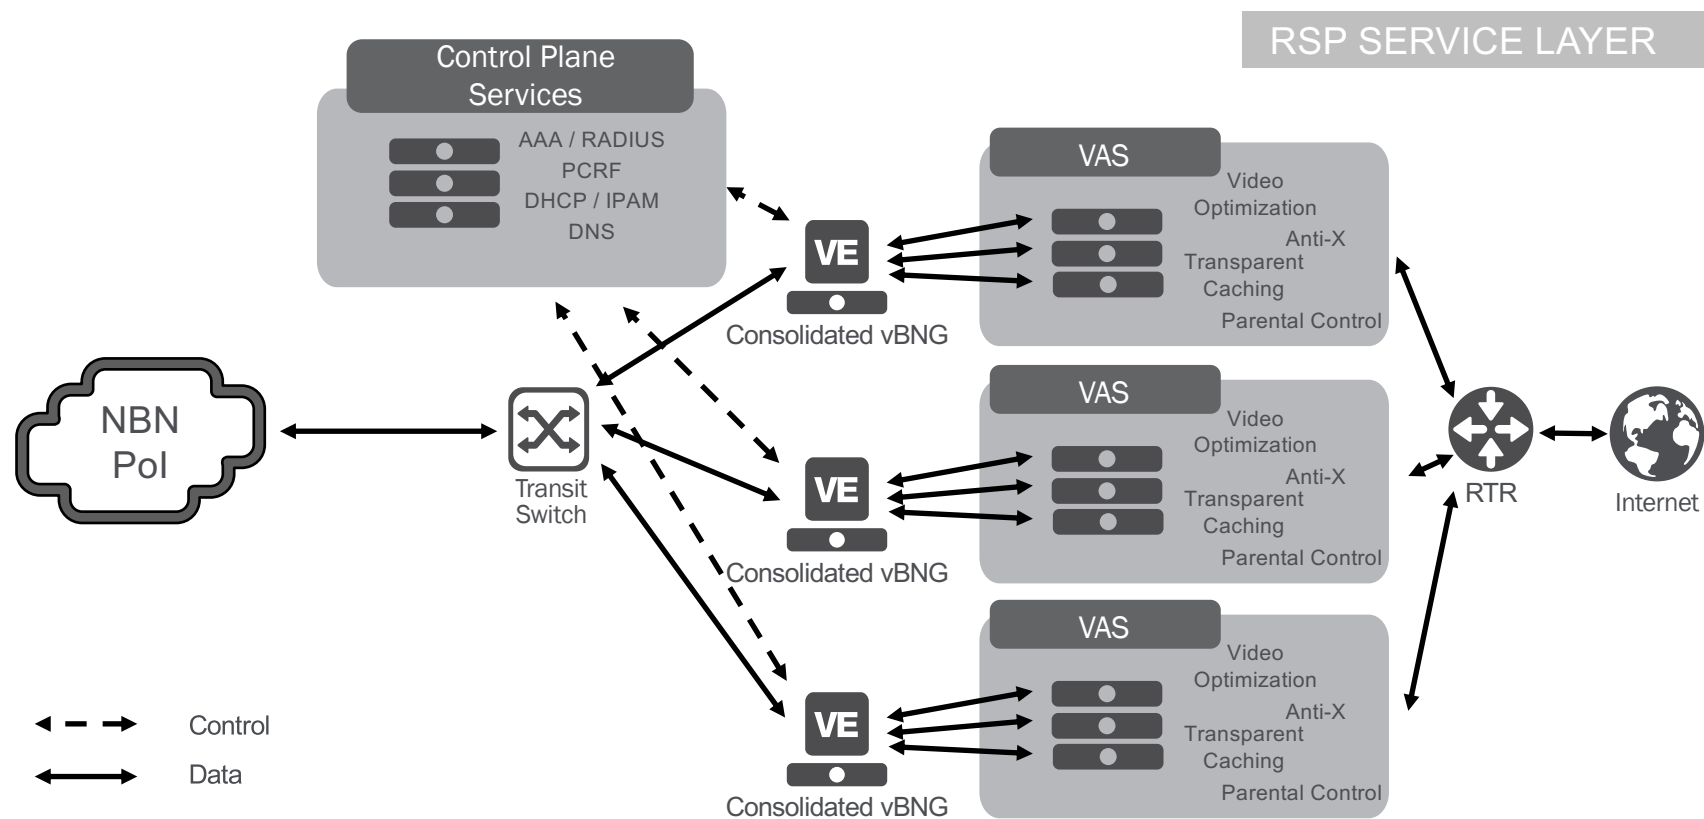 RSP SERVICE LAYER
Control Plane
Services
AAA / RADIUS
PCRF
DHCP / IPAM
DNS
VAS
Video
Optimization
Anti-X
Transparent
Caching
Parental Control
VE
Consolidated vBNG
NBN
PoI
Transit
Switch
VAS
Video
Optimization
Anti-X
Transparent
Caching
Parental Control
VE
Consolidated vBNG
RTR
Internet
VAS
Video
Optimization
Anti-X
Transparent
Caching
Parental Control
VE
Consolidated vBNG
Control
Data